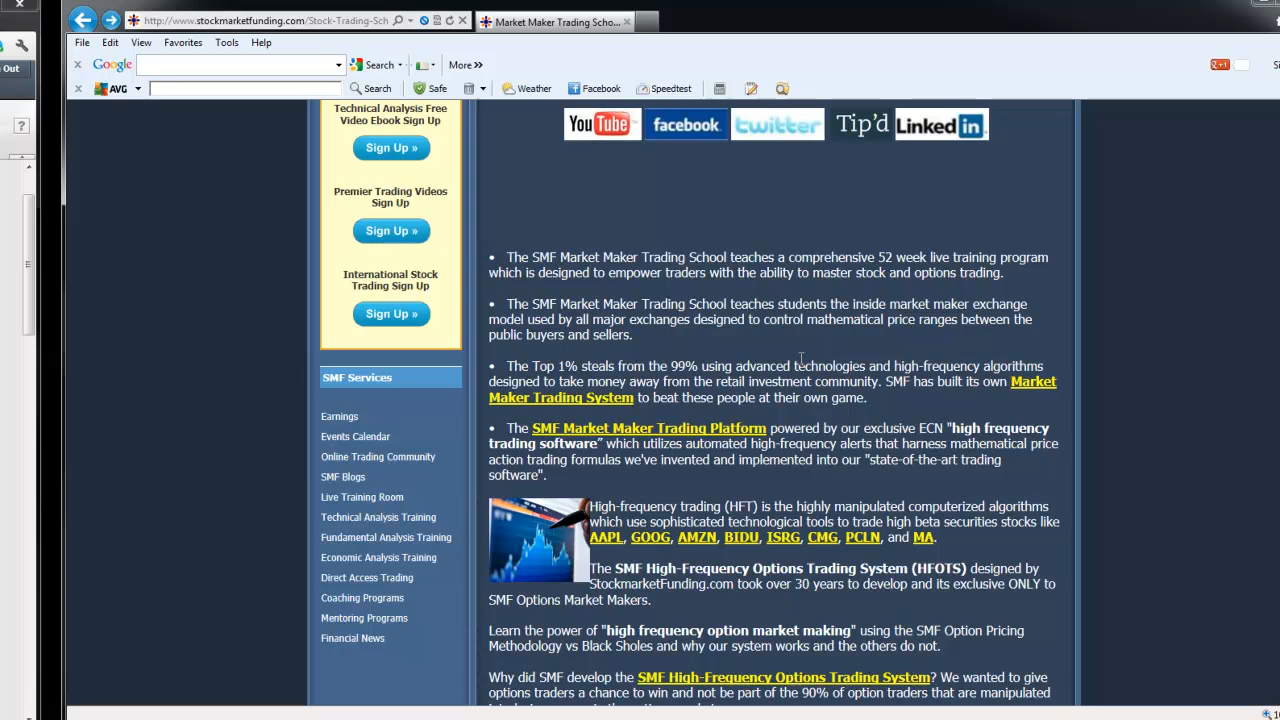 http://www.stockmarketfunding.com/Stock-Trading-Sch
Market Maker Trading Scho...
File Edit View Favorites Tools Help
Out
Google Search More »
AVG Search Safe Weather Facebook Speedtest
Technical Analysis Free
Video Ebook Sign Up
Sign Up »
Premier Trading Videos
Sign Up
Sign Up »
International Stock
Trading Sign Up
Sign Up »
SMF Services
Earnings
Events Calendar
Online Trading Community
SMF Blogs
Live Training Room
Technical Analysis Training
Fundamental Analysis Training
Economic Analysis Training
Direct Access Trading
Coaching Programs
Mentoring Programs
Financial News
YouTube facebook twitter Tip'd Linked in
• The SMF Market Maker Trading School teaches a comprehensive 52 week live training program
which is designed to empower traders with the ability to master stock and options trading.
• The SMF Market Maker Trading School teaches students the inside market maker exchange
model used by all major exchanges designed to control mathematical price ranges between the
public buyers and sellers.
• The Top 1% steals from the 99% using advanced technologies and high-frequency algorithms
designed to take money away from the retail investment community. SMF has built its own Market
Maker Trading System to beat these people at their own game.
• The SMF Market Maker Trading Platform powered by our exclusive ECN "high frequency
trading software" which utilizes automated high-frequency alerts that harness mathematical price
action trading formulas we've invented and implemented into our "state-of-the-art trading
software".
High-frequency trading (HFT) is the highly manipulated computerized algorithms
which use sophisticated technological tools to trade high beta securities stocks like
AAPL, GOOG, AMZN, BIDU, ISRG, CMG, PCLN, and MA.
The SMF High-Frequency Options Trading System (HFOTS) designed by
StockmarketFunding.com took over 30 years to develop and its exclusive ONLY to
SMF Options Market Makers.
Learn the power of "high frequency option market making" using the SMF Option Pricing
Methodology vs Black Sholes and why our system works and the others do not.
Why did SMF develop the SMF High-Frequency Options Trading System? We wanted to give
options traders a chance to win and not be part of the 90% of option traders that are manipulated